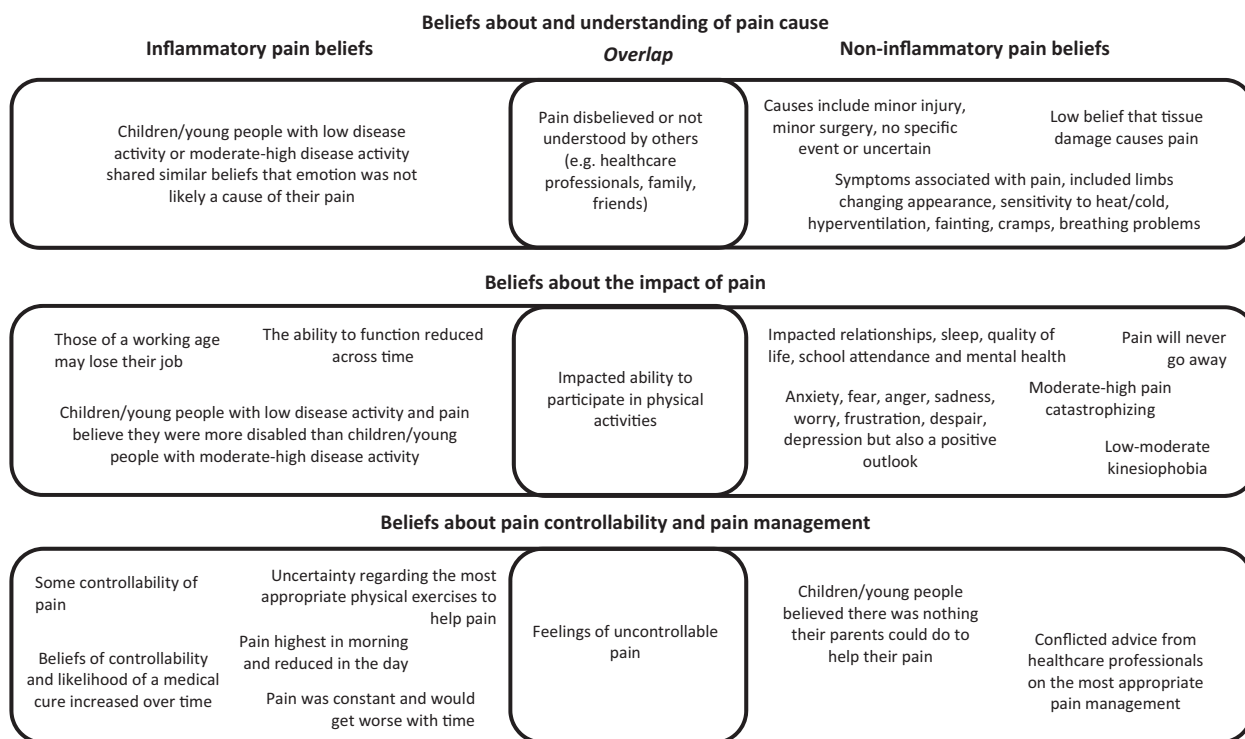 Beliefs about and understanding of pain cause
Inflammatory pain beliefs
Overlap
Non-inflammatory pain beliefs
Children/young people with low disease
activity or moderate-high disease activity
shared similar beliefs that emotion was not
likely a cause of their pain
Pain disbelieved or not
understood by others
(e.g. healthcare
professionals, family,
friends)
Causes include minor injury,
minor surgery, no specific
event or uncertain
Low belief that tissue
damage causes pain
Symptoms associated with pain, included limbs
changing appearance, sensitivity to heat/cold,
hyperventilation, fainting, cramps, breathing problems
Beliefs about the impact of pain
Those of a working age
may lose their job
The ability to function reduced
across time
Children/young people with low disease activity and pain
believe they were more disabled than children/young
people with moderate-high disease activity
Impacted ability to
participate in physical
activities
Impacted relationships, sleep, quality of
life, school attendance and mental health
Pain will never
go away
Anxiety, fear, anger, sadness,
worry, frustration, despair,
depression but also a positive
outlook
Moderate-high pain
catastrophizing
Low-moderate
kinesiophobia
Beliefs about pain controllability and pain management
Some controllability of
pain
Uncertainty regarding the most
appropriate physical exercises to
help pain
Beliefs of controllability
and likelihood of a medical
cure increased over time
Pain highest in morning
and reduced in the day
Pain was constant and would
get worse with time
Feelings of uncontrollable
pain
Children/young people
believed there was nothing
their parents could do to
help their pain
Conflicted advice from
healthcare professionals
on the most appropriate
pain management